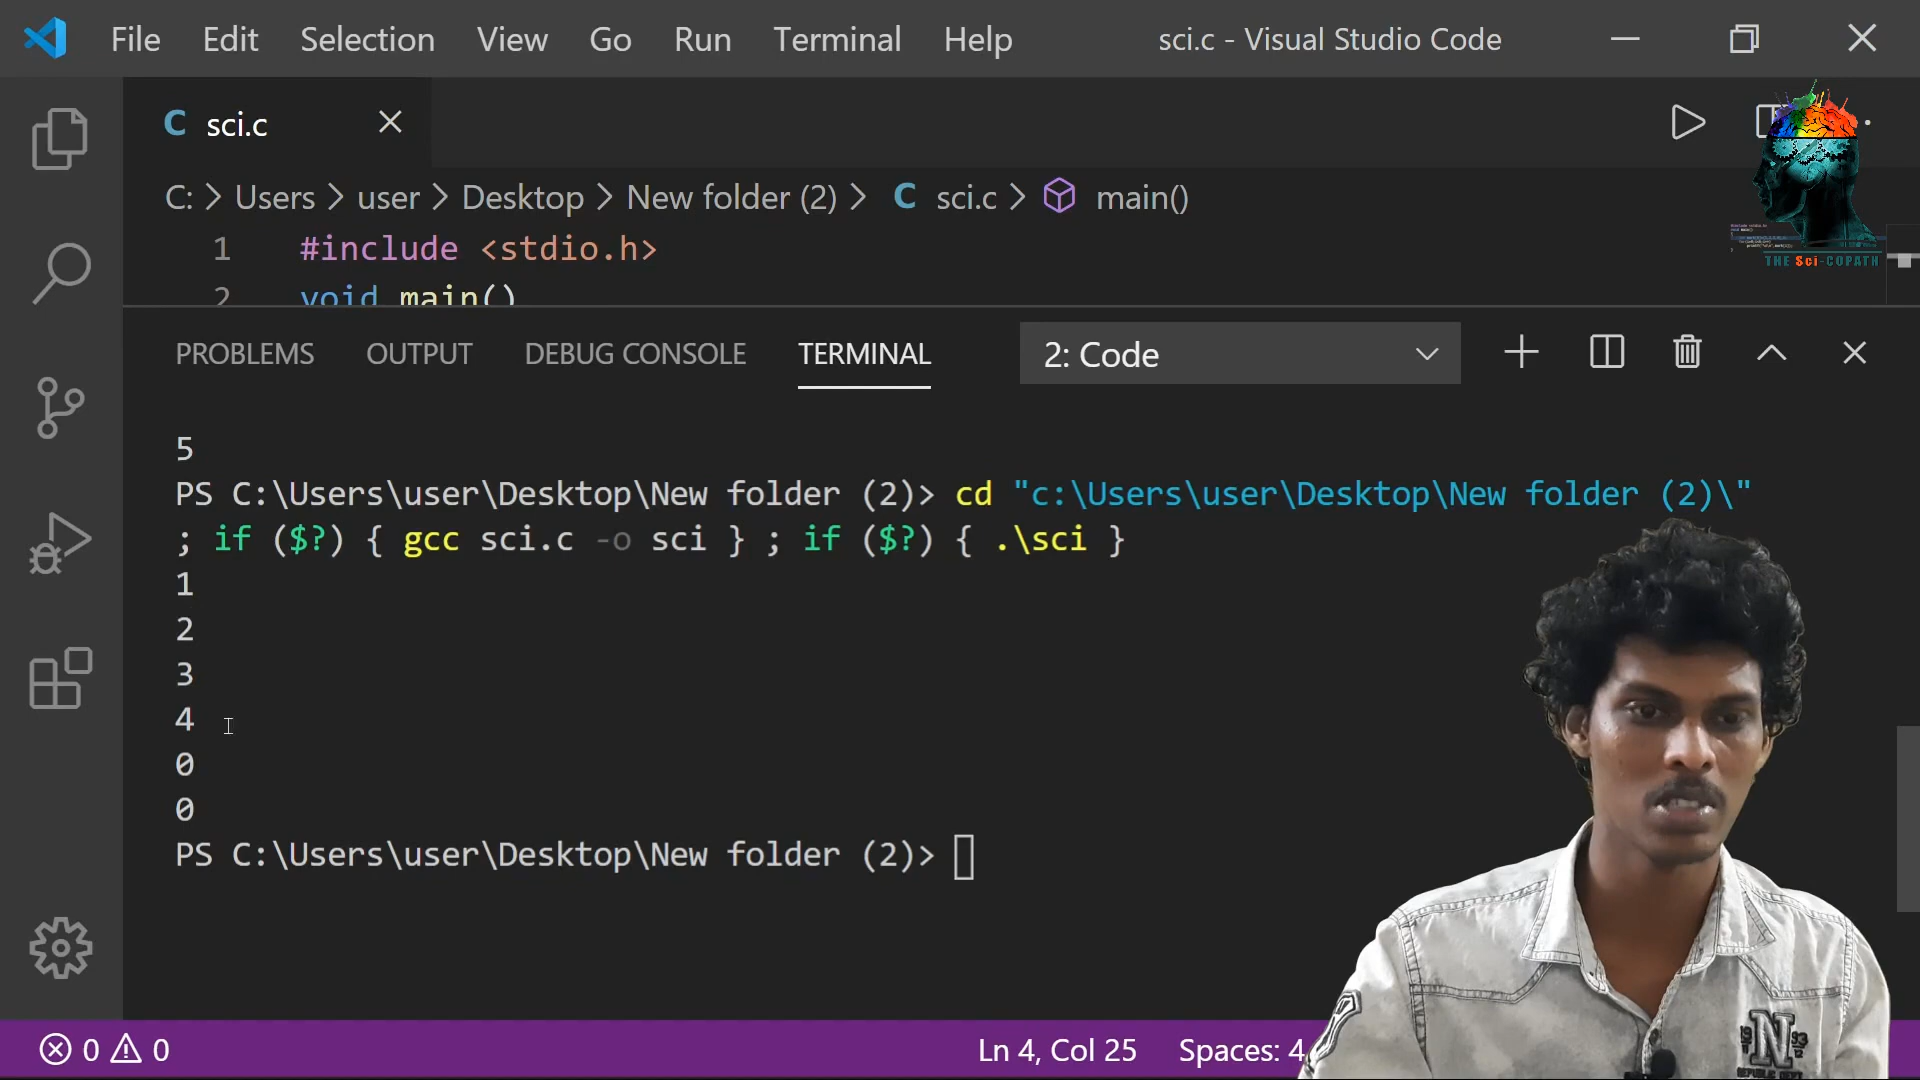 File Edit Selection View Go Run Terminal Help sci.c - Visual Studio Code
C sci.c
C: > Users > user > Desktop > New folder (2) > C sci.c > main()
1 #include <stdio.h>
2 void main()
THE Sci-COPATH
PROBLEMS OUTPUT DEBUG CONSOLE TERMINAL 2: Code
5
PS C:\Users\user\Desktop\New folder (2)> cd "c:\Users\user\Desktop\New folder (2)\"
; if ($?) { gcc sci.c -o sci } ; if ($?) { .\sci }
1
2
3
4
0
0
PS C:\Users\user\Desktop\New folder (2)>
N
0 0 Ln 4, Col 25 Spaces: 4